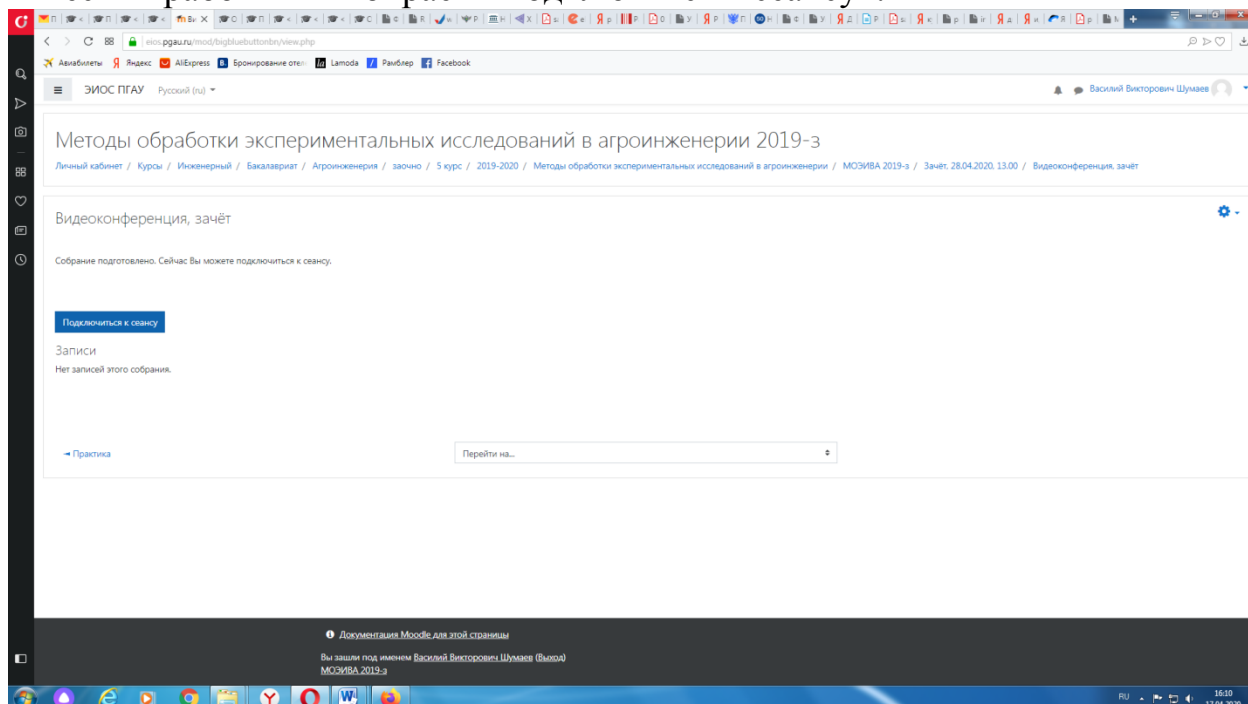 eios.pgau.ru/mod/bigbluebuttonbn/view.php
Авиабилеты Яндекс AliExpress Бронирование отел Lamoda Рамблер Facebook
ЭИОС ПГАУ Русский (ru) Василий Викторович Шумаев
Методы обработки экспериментальных исследований в агроинженерии 2019-з
Личный кабинет / Курсы / Инженерный / Бакалавриат / Агроинженерия / заочно / 5 курс / 2019-2020 / Методы обработки экспериментальных исследований в агроинженерии / МОЭИВА 2019-з / Зачёт, 28.04.2020, 13.00 / Видеоконференция, зачёт
Видеоконференция, зачёт
Собрание подготовлено. Сейчас Вы можете подключиться к сеансу.
Подключиться к сеансу
Записи
Нет записей этого собрания.
◄ Практика Перейти на...
Документация Moodle для этой страницы
Вы зашли под именем Василий Викторович Шумаев (Выход)
МОЭИВА 2019-з
RU 16:10
17.04.2020